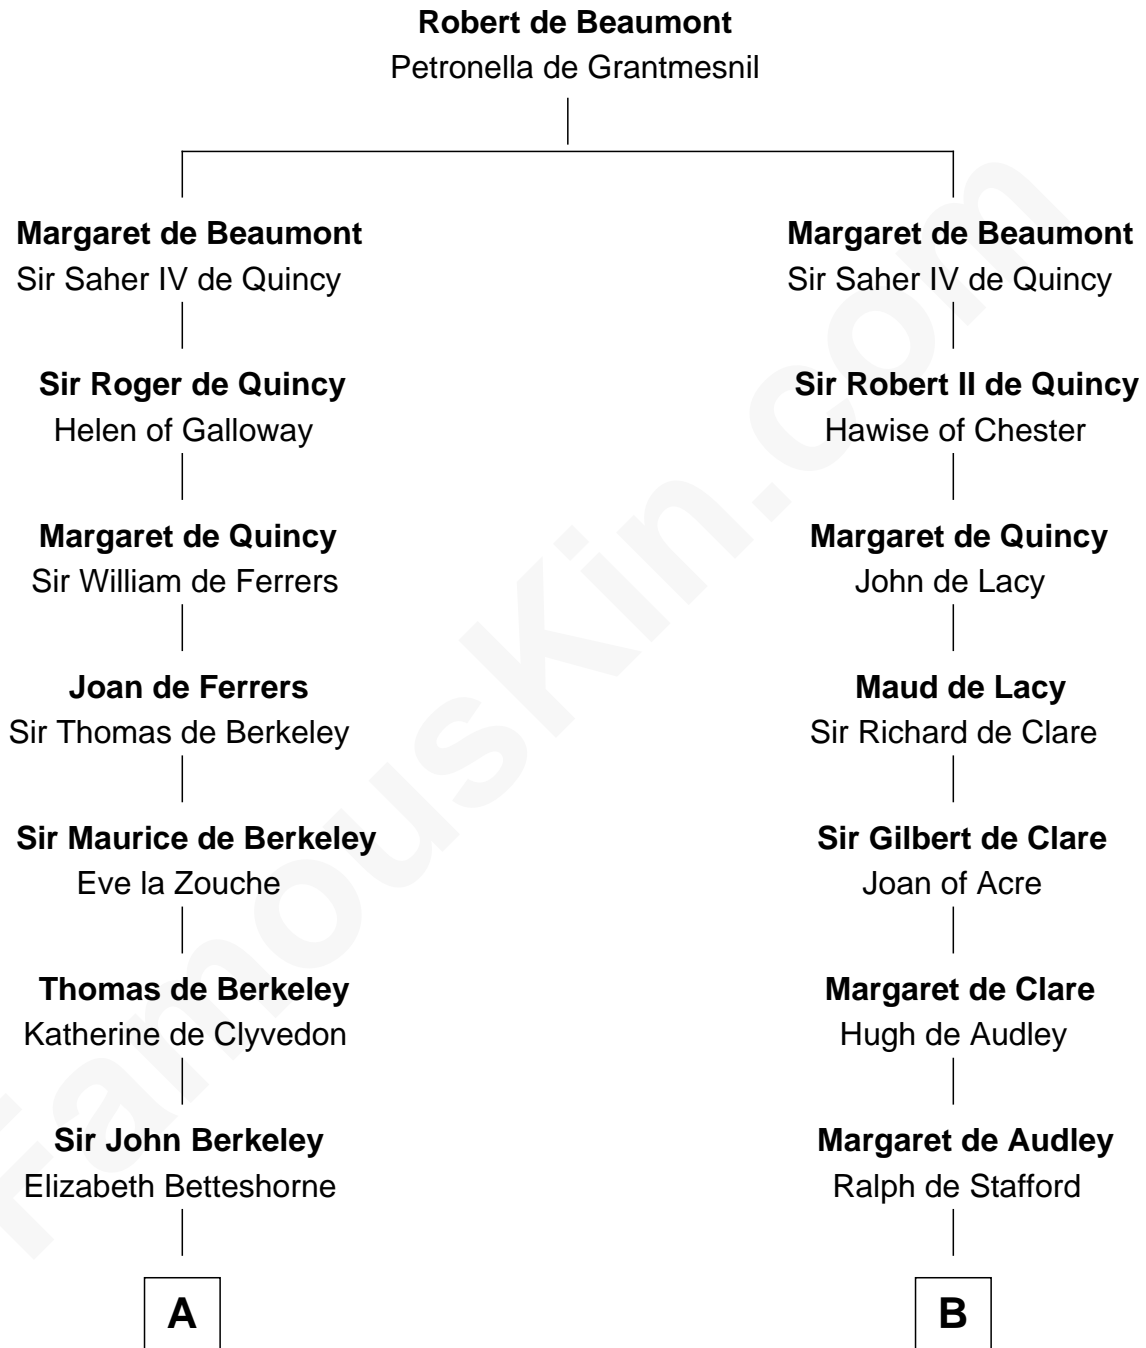 Robert de Beaumont
Petronella de Grantmesnil
Margaret de Beaumont
Sir Saher IV de Quincy
Margaret de Beaumont
Sir Saher IV de Quincy
Sir Roger de Quincy
Helen of Galloway
Sir Robert II de Quincy
Hawise of Chester
Margaret de Quincy
Sir William de Ferrers
Margaret de Quincy
John de Lacy
Joan de Ferrers
Sir Thomas de Berkeley
Maud de Lacy
Sir Richard de Clare
Sir Maurice de Berkeley
Eve la Zouche
Sir Gilbert de Clare
Joan of Acre
Thomas de Berkeley
Katherine de Clyvedon
Margaret de Clare
Hugh de Audley
Sir John Berkeley
Elizabeth Betteshorne
Margaret de Audley
Ralph de Stafford
A
B
FamousKin.com